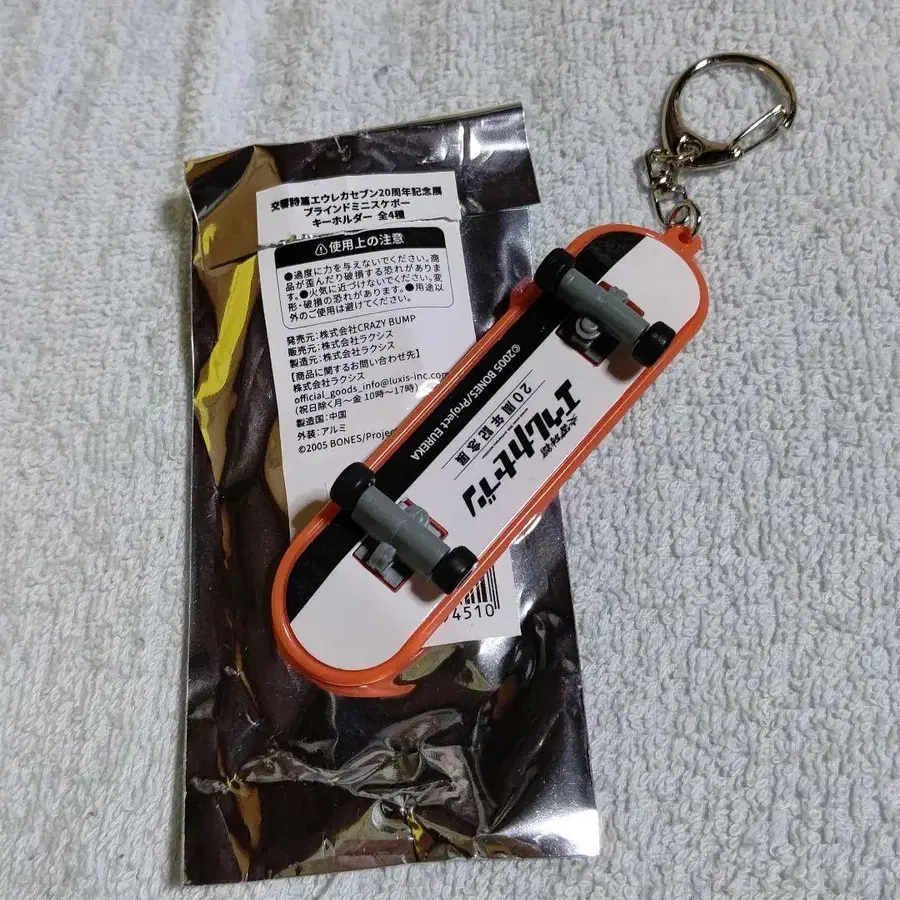 交響詩篇エウレカセブン20周年記念展
ブラインドミニスケボー
キーホルダー 全4種
⚠使用上の注意
●過度に力を与えないでください。商
品が歪んだり破損する恐れがありま
す。●火気に近づけないでください。変
形・破損の恐れがあります。●用途以
外のご使用は避けてください。
発売元：株式会社CRAZY BUMP
販売元：株式会社ラクシス
製造元：株式会社ラクシス
【商品に関するお問い合わせ先】
株式会社ラクシス
official_goods_info@luxis-inc.com
(祝日除く月〜金 10時〜17時)
製造国：中国
外装：アルミ
©2005 BONES/Projec
4510
©2005 BONES/Project EUREKA
交響詩篇
エウレカセブン
20周年記念展